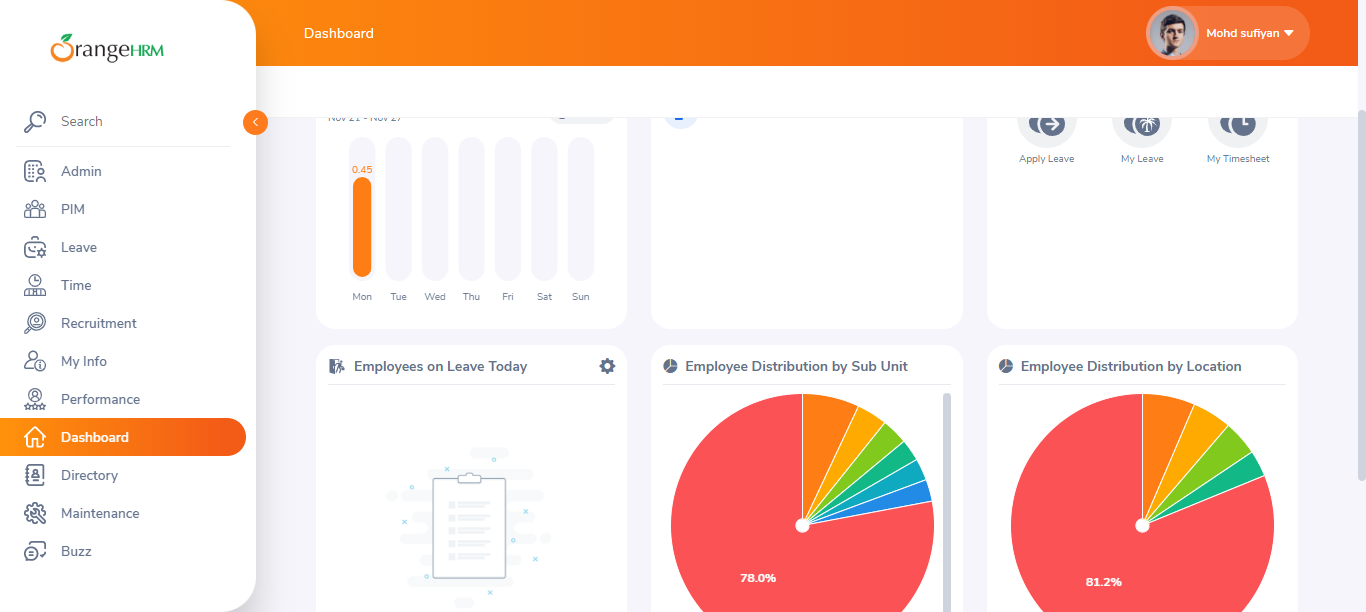 OrangeHRM
Dashboard
Mohd sufiyan
Search
Admin
PIM
Leave
Time
Recruitment
My Info
Performance
Dashboard
Directory
Maintenance
Buzz
Nov 21 - Nov 27
0.45
Mon Tue Wed Thu Fri Sat Sun
Apply Leave
My Leave
My Timesheet
Employees on Leave Today
Employee Distribution by Sub Unit
78.0%
Employee Distribution by Location
81.2%